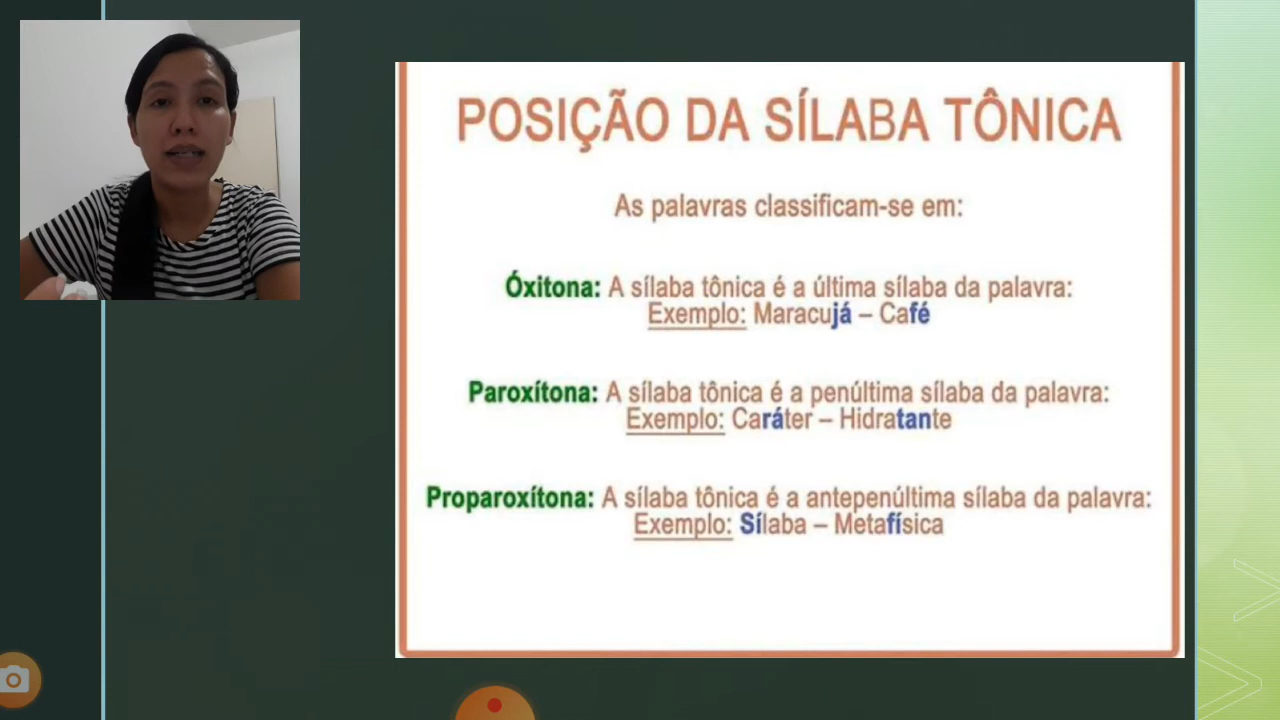 POSIÇÃO DA SÍLABA TÔNICA
As palavras classificam-se em:
Óxitona: A sílaba tônica é a última sílaba da palavra:
Exemplo: Maracujá – Café
Paroxítona: A sílaba tônica é a penúltima sílaba da palavra:
Exemplo: Caráter – Hidratante
Proparoxítona: A sílaba tônica é a antepenúltima sílaba da palavra:
Exemplo: Sílaba – Metafísica